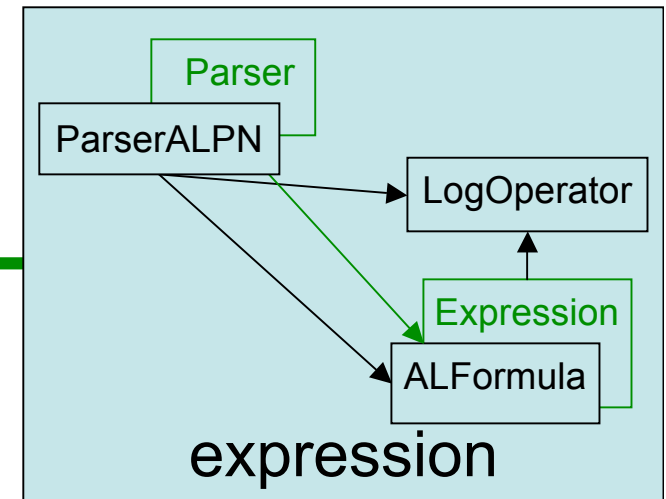 Parser
ParserALPN
LogOperator
Expression
ALFormula
expression